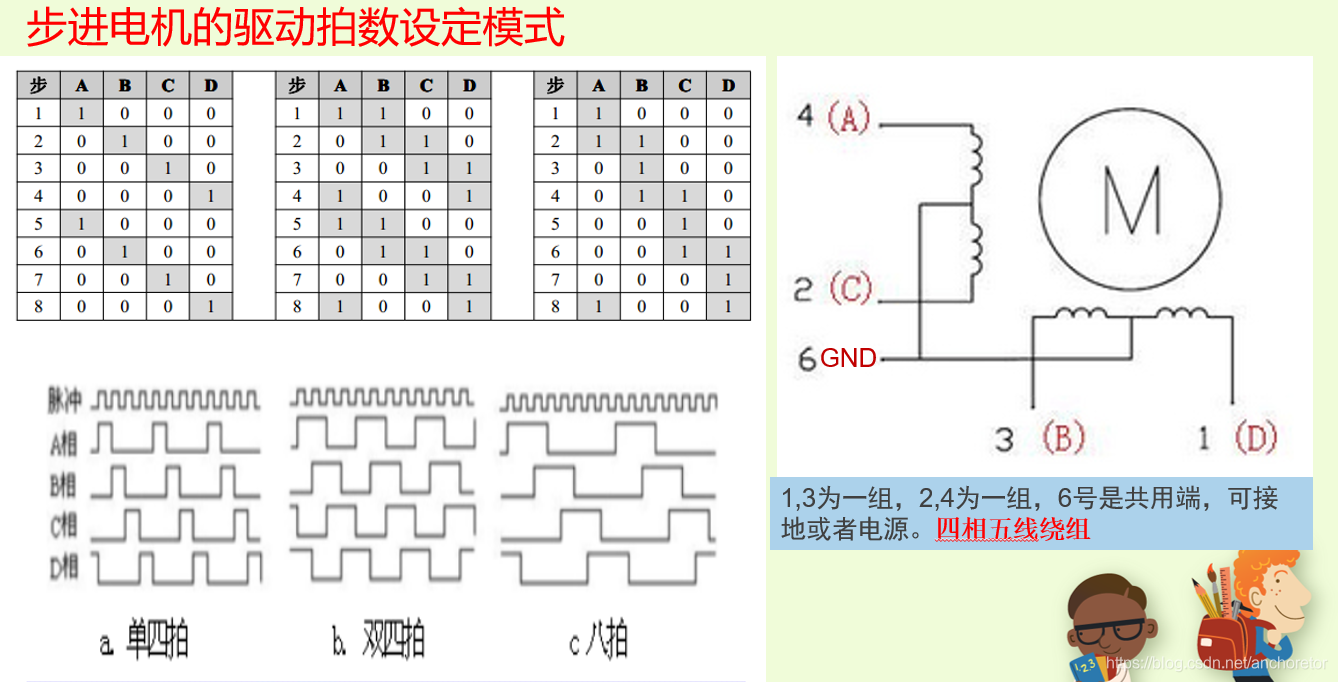 步进电机的驱动拍数设定模式
步 A B C D 步 A B C D 步 A B C D
1 1 0 0 0 1 1 1 0 0 1 1 0 0 0
2 0 1 0 0 2 0 1 1 0 2 1 1 0 0
3 0 0 1 0 3 0 0 1 1 3 0 1 0 0
4 0 0 0 1 4 1 0 0 1 4 0 1 1 0
5 1 0 0 0 5 1 1 0 0 5 0 0 1 0
6 0 1 0 0 6 0 1 1 0 6 0 0 1 1
7 0 0 1 0 7 0 0 1 1 7 0 0 0 1
8 0 0 0 1 8 1 0 0 1 8 1 0 0 1
脉冲
A相
B相
C相
D相
a. 单四拍 b. 双四拍 c 八拍
4 (A)
M
2 (C)
6 GND
3 (B) 1 (D)
1,3为一组，2,4为一组，6号是共用端，可接
地或者电源。四相五线绕组
1 2 3
https://blog.csdn.net/anchoretor